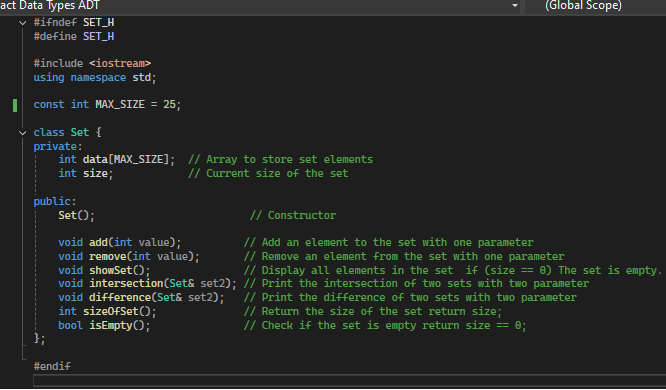 act Data Types ADT (Global Scope)
#ifndef SET_H
#define SET_H
#include <iostream>
using namespace std;
const int MAX_SIZE = 25;
class Set {
private:
    int data[MAX_SIZE];  // Array to store set elements
    int size;            // Current size of the set
public:
    Set();                      // Constructor
    void add(int value);       // Add an element to the set with one parameter
    void remove(int value);    // Remove an element from the set with one parameter
    void showSet();            // Display all elements in the set  if (size == 0) The set is empty.
    void intersection(Set& set2); // Print the intersection of two sets with two parameter
    void difference(Set& set2);  // Print the difference of two sets with two parameter
    int sizeOfSet();           // Return the size of the set return size;
    bool isEmpty();            // Check if the set is empty return size == 0;
};
#endif